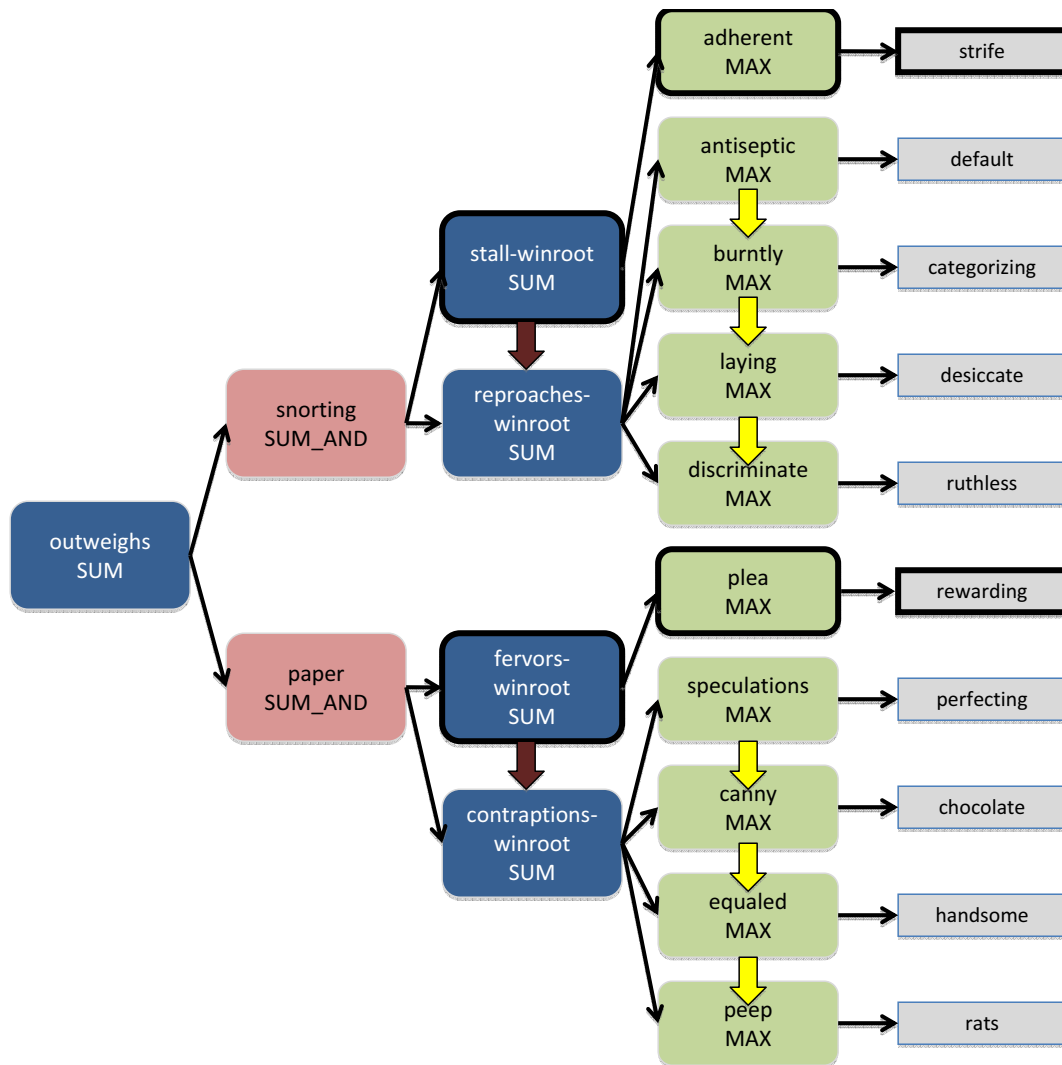 adherent
MAX
strife
antiseptic
MAX
default
stall-winroot
SUM
burntly
MAX
categorizing
snorting
SUM_AND
reproaches-
winroot
SUM
laying
MAX
desiccate
discriminate
MAX
ruthless
outweighs
SUM
plea
MAX
rewarding
paper
SUM_AND
fervors-
winroot
SUM
speculations
MAX
perfecting
contraptions-
winroot
SUM
canny
MAX
chocolate
equaled
MAX
handsome
peep
MAX
rats